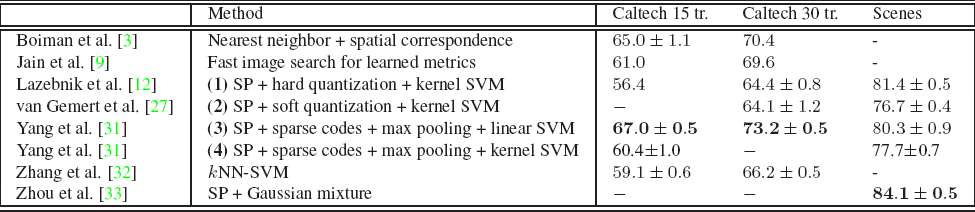 Method Caltech 15 tr. Caltech 30 tr. Scenes
Boiman et al. [3] Nearest neighbor + spatial correspondence 65.0 ± 1.1 70.4 -
Jain et al. [9] Fast image search for learned metrics 61.0 69.6 -
Lazebnik et al. [12] (1) SP + hard quantization + kernel SVM 56.4 64.4 ± 0.8 81.4 ± 0.5
van Gemert et al. [27] (2) SP + soft quantization + kernel SVM − 64.1 ± 1.2 76.7 ± 0.4
Yang et al. [31] (3) SP + sparse codes + max pooling + linear SVM 67.0 ± 0.5 73.2 ± 0.5 80.3 ± 0.9
Yang et al. [31] (4) SP + sparse codes + max pooling + kernel SVM 60.4±1.0 − 77.7±0.7
Zhang et al. [32] kNN-SVM 59.1 ± 0.6 66.2 ± 0.5 -
Zhou et al. [33] SP + Gaussian mixture − − 84.1 ± 0.5